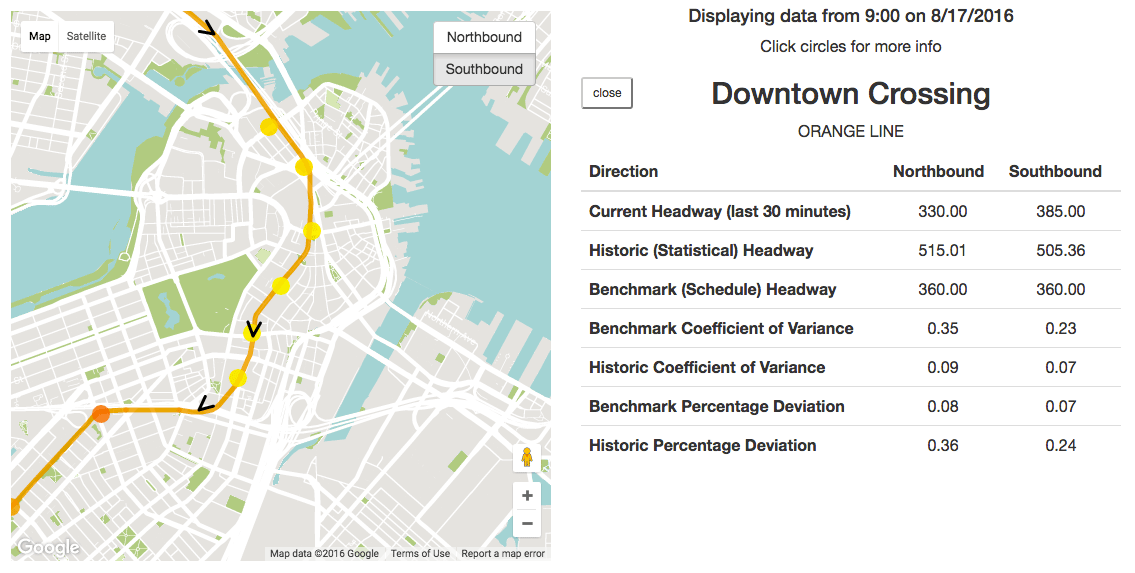 Map Satellite
Northbound
Southbound
Google
Map data ©2016 Google Terms of Use Report a map error
Displaying data from 9:00 on 8/17/2016
Click circles for more info
close
Downtown Crossing
ORANGE LINE
Direction Northbound Southbound
Current Headway (last 30 minutes) 330.00 385.00
Historic (Statistical) Headway 515.01 505.36
Benchmark (Schedule) Headway 360.00 360.00
Benchmark Coefficient of Variance 0.35 0.23
Historic Coefficient of Variance 0.09 0.07
Benchmark Percentage Deviation 0.08 0.07
Historic Percentage Deviation 0.36 0.24